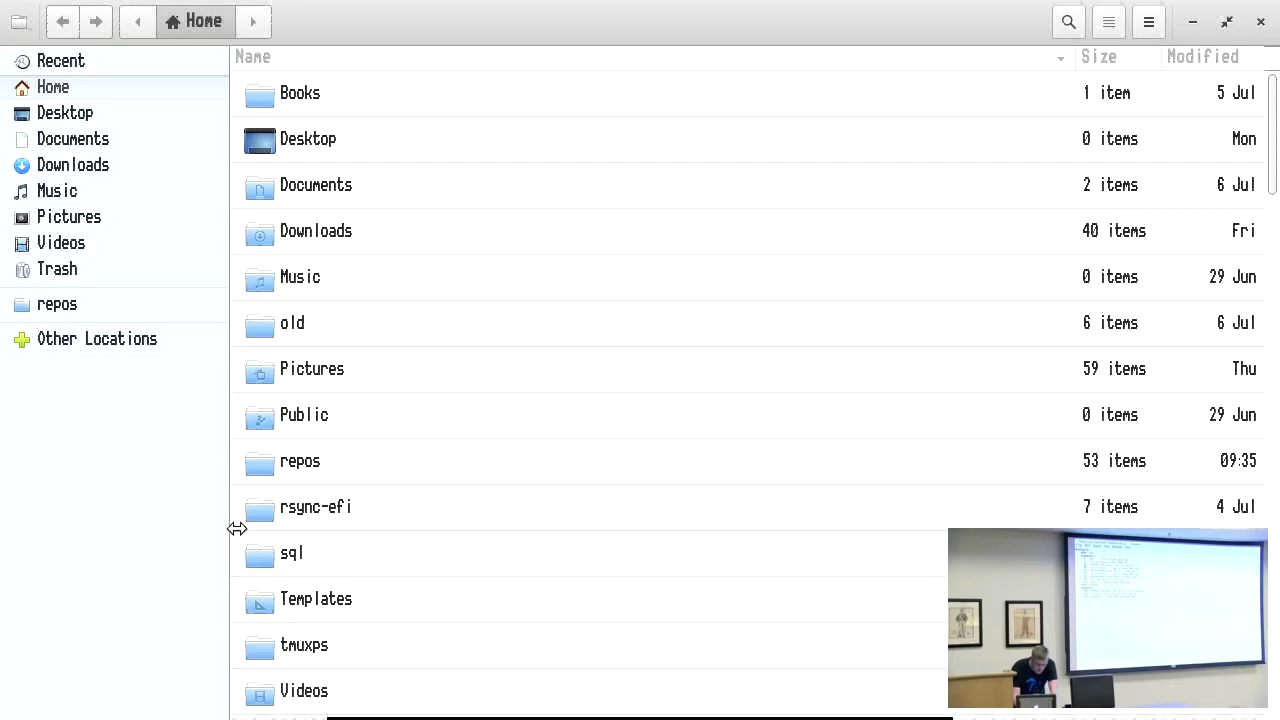 Home
Recent
Home
Desktop
Documents
Downloads
Music
Pictures
Videos
Trash
repos
Other Locations
Name Size Modified
Books 1 item 5 Jul
Desktop 0 items Mon
Documents 2 items 6 Jul
Downloads 40 items Fri
Music 0 items 29 Jun
old 6 items 6 Jul
Pictures 59 items Thu
Public 0 items 29 Jun
repos 53 items 09:35
rsync-efi 7 items 4 Jul
sql
Templates
tmuxps
Videos